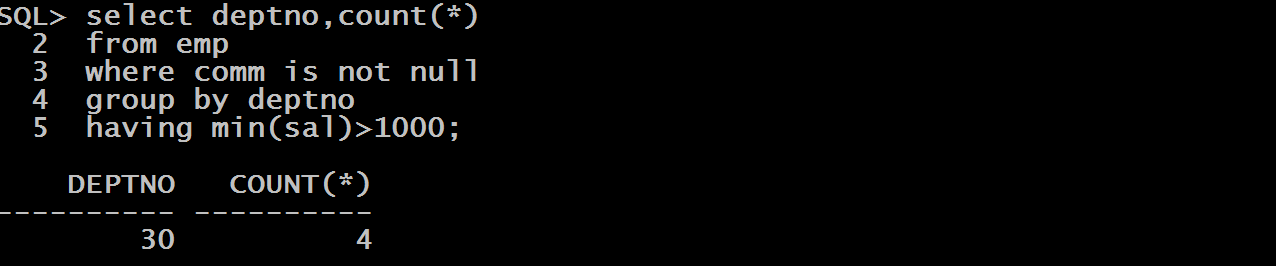 SQL> select deptno,count(*)
  2  from emp
  3  where comm is not null
  4  group by deptno
  5  having min(sal)>1000;

    DEPTNO   COUNT(*)
---------- ----------
        30          4